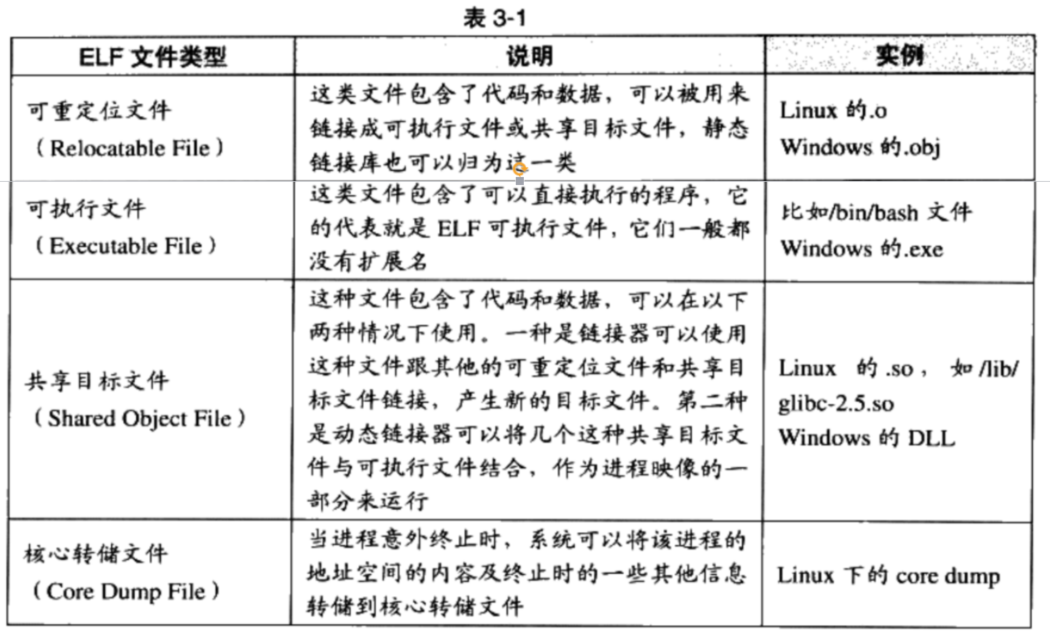 表 3-1
ELF 文件类型
说明
实例
可重定位文件
（Relocatable File）
这类文件包含了代码和数据，可以被用来
链接成可执行文件或共享目标文件，静态
链接库也可以归为这一类
Linux 的.o
Windows 的.obj
可执行文件
（Executable File）
这类文件包含了可以直接执行的程序，它
的代表就是 ELF 可执行文件，它们一般都
没有扩展名
比如/bin/bash 文件
Windows 的.exe
共享目标文件
（Shared Object File）
这种文件包含了代码和数据，可以在以下
两种情况下使用。一种是链接器可以使用
这种文件跟其他的可重定位文件和共享目
标文件链接，产生新的目标文件。第二种
是动态链接器可以将几个这种共享目标文
件与可执行文件结合，作为进程映像的一
部分来运行
Linux 的 .so，如 /lib/
glibc-2.5.so
Windows 的 DLL
核心转储文件
（Core Dump File）
当进程意外终止时，系统可以将该进程的
地址空间的内容及终止时的一些其他信息
转储到核心转储文件
Linux 下的 core dump